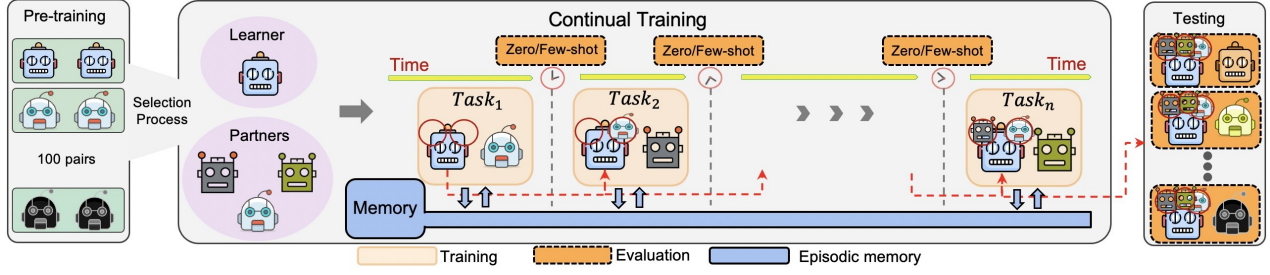 Pre-training
100 pairs
Selection
Process
Continual Training
Learner
Partners
Time
Zero/Few-shot
Zero/Few-shot
Zero/Few-shot
Time
Task1
Task2
Taskn
Memory
Testing
Training
Evaluation
Episodic memory